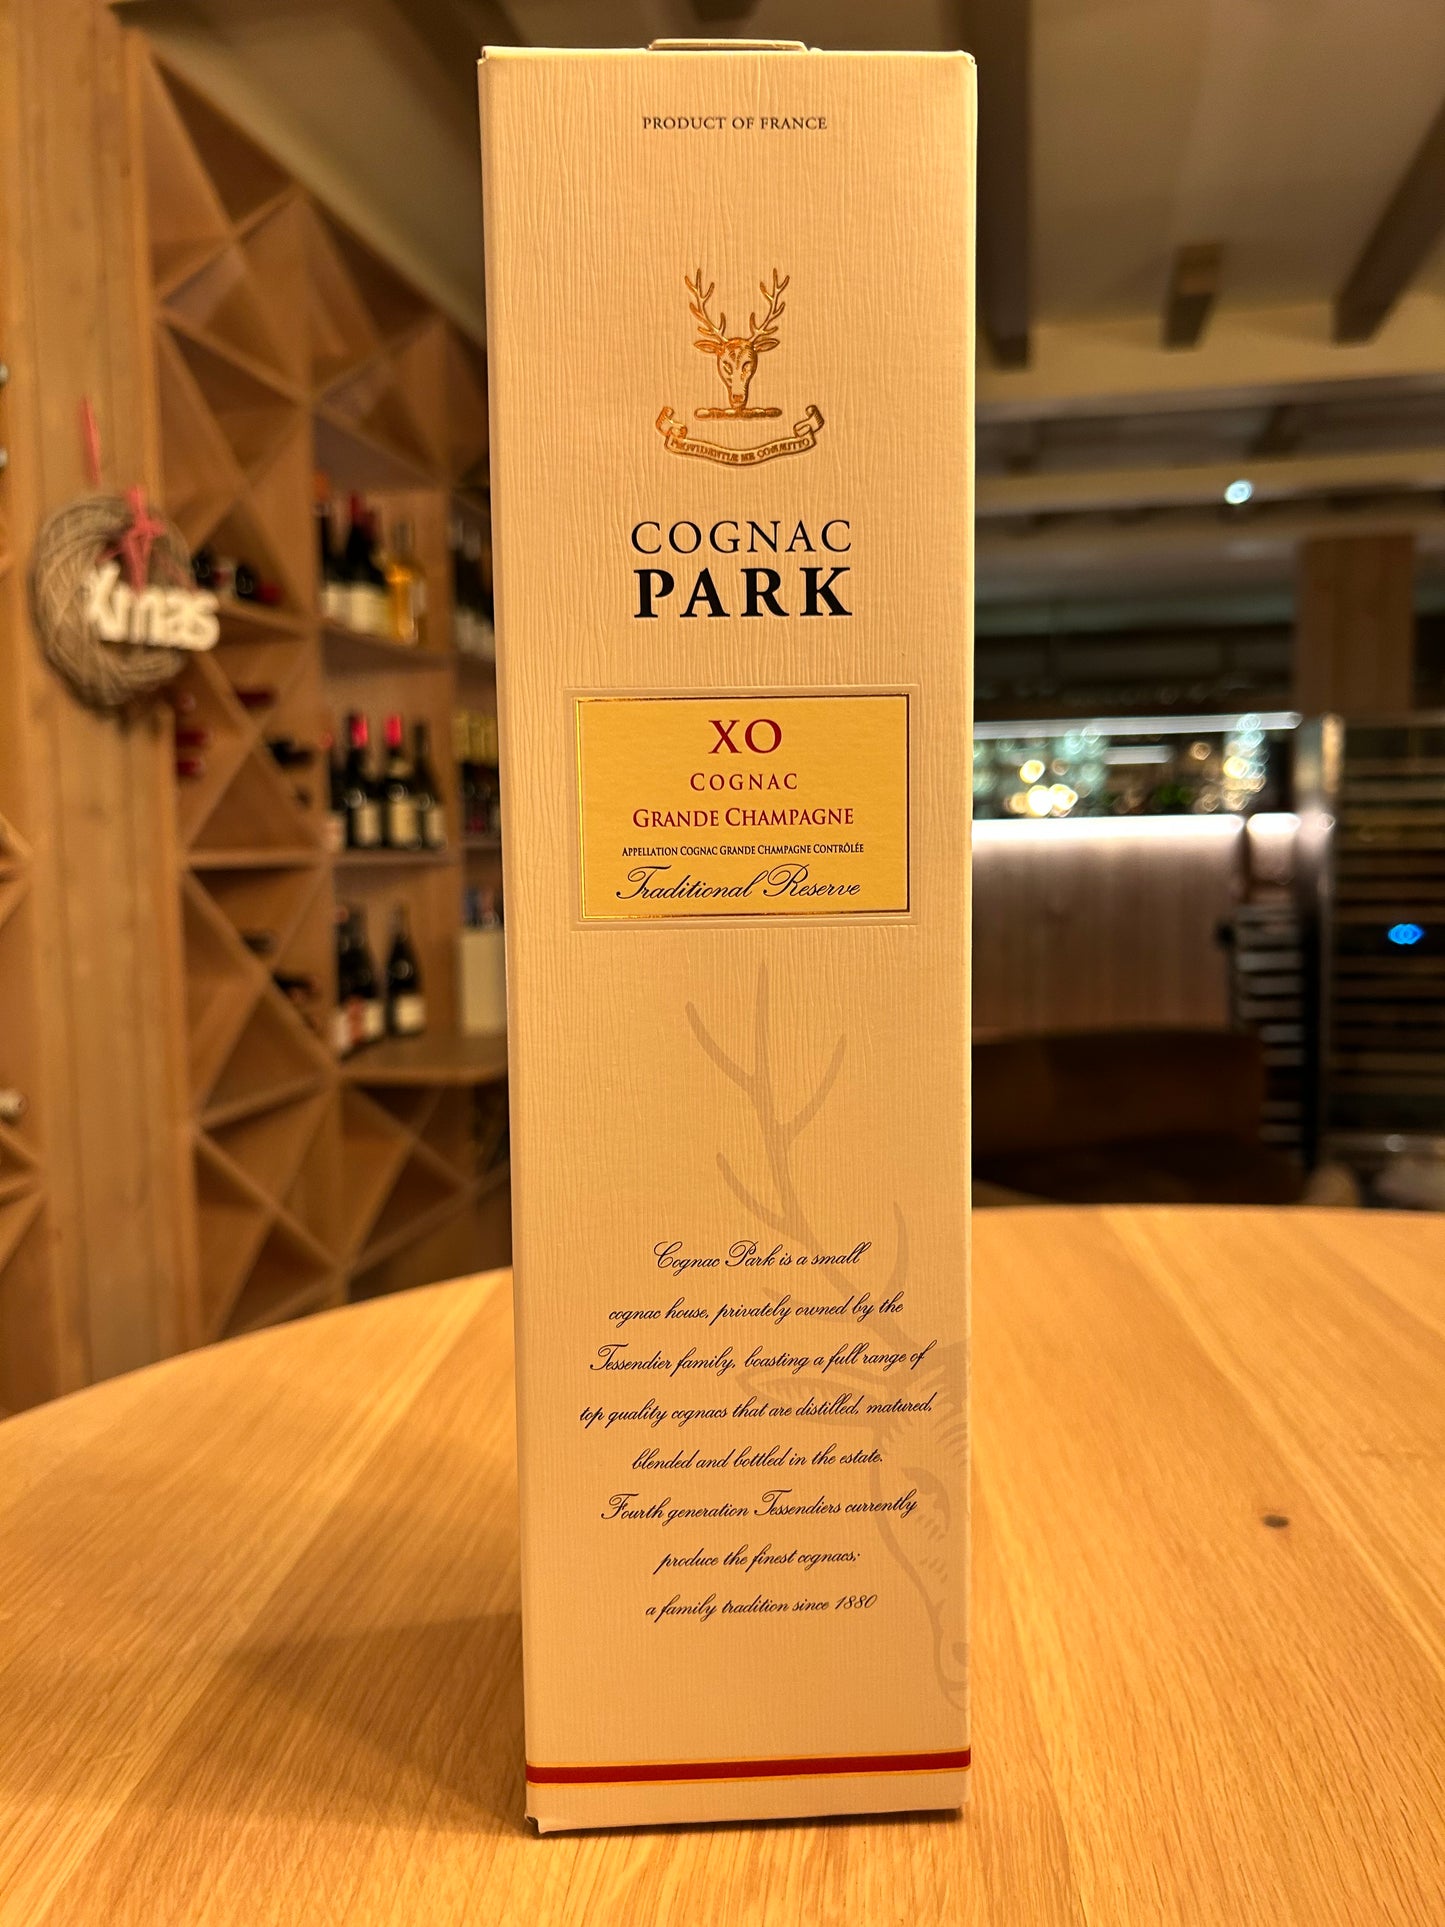 PRODUCT OF FRANCE
PROVIDENTIÆ ME COMMITTO
COGNAC
PARK
Xmas
XO
COGNAC
GRANDE CHAMPAGNE
APPELLATION COGNAC GRANDE CHAMPAGNE CONTRÔLÉE
Traditional Reserve
Cognac Park is a small
cognac house, privately owned by the
Tessendier family, boasting a full range of
top quality cognacs that are distilled, matured,
blended and bottled in the estate.
Fourth generation Tessendiers currently
produce the finest cognacs;
a family tradition since 1880